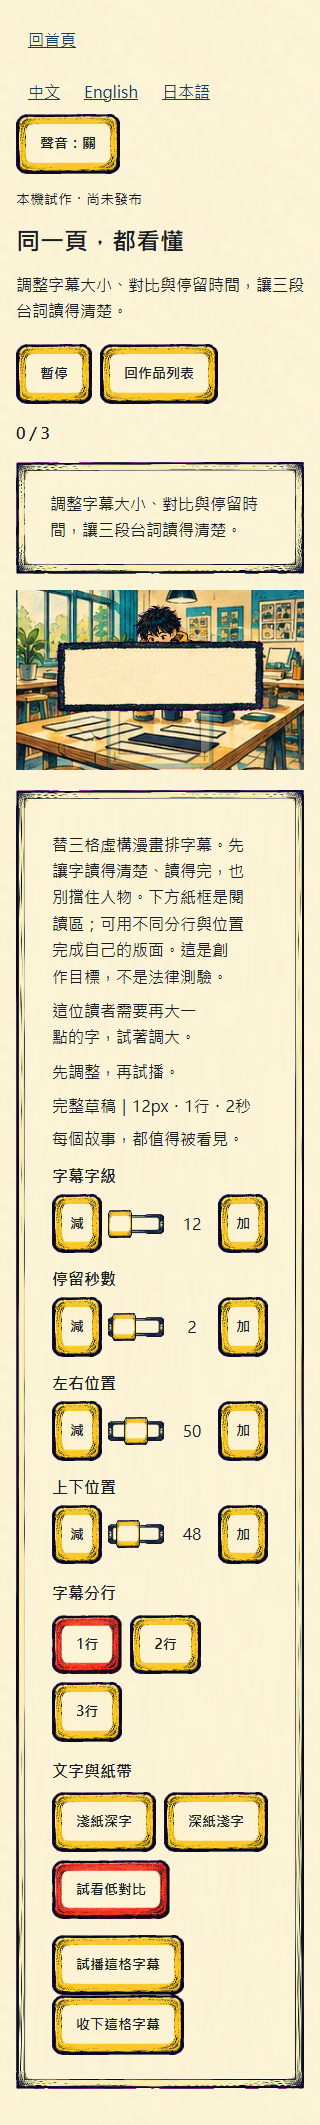 回首頁
中文 English 日本語
聲音：關
本機試作・尚未發布
同一頁，都看懂
調整字幕大小、對比與停留時間，讓三段
台詞讀得清楚。
暫停 回作品列表
0 / 3
調整字幕大小、對比與停留時
間，讓三段台詞讀得清楚。
替三格虛構漫畫排字幕。先
讓字讀得清楚、讀得完，也
別擋住人物。下方紙框是閱
讀區；可用不同分行與位置
完成自己的版面。這是創
作目標，不是法律測驗。
這位讀者需要再大一
點的字，試著調大。
先調整，再試播。
完整草稿 | 12px・1行・2秒
每個故事，都值得被看見。
字幕字級
減 12 加
停留秒數
減 2 加
左右位置
減 50 加
上下位置
減 48 加
字幕分行
1行 2行
3行
文字與紙帶
淺紙深字 深紙淺字
試看低對比
試播這格字幕
收下這格字幕